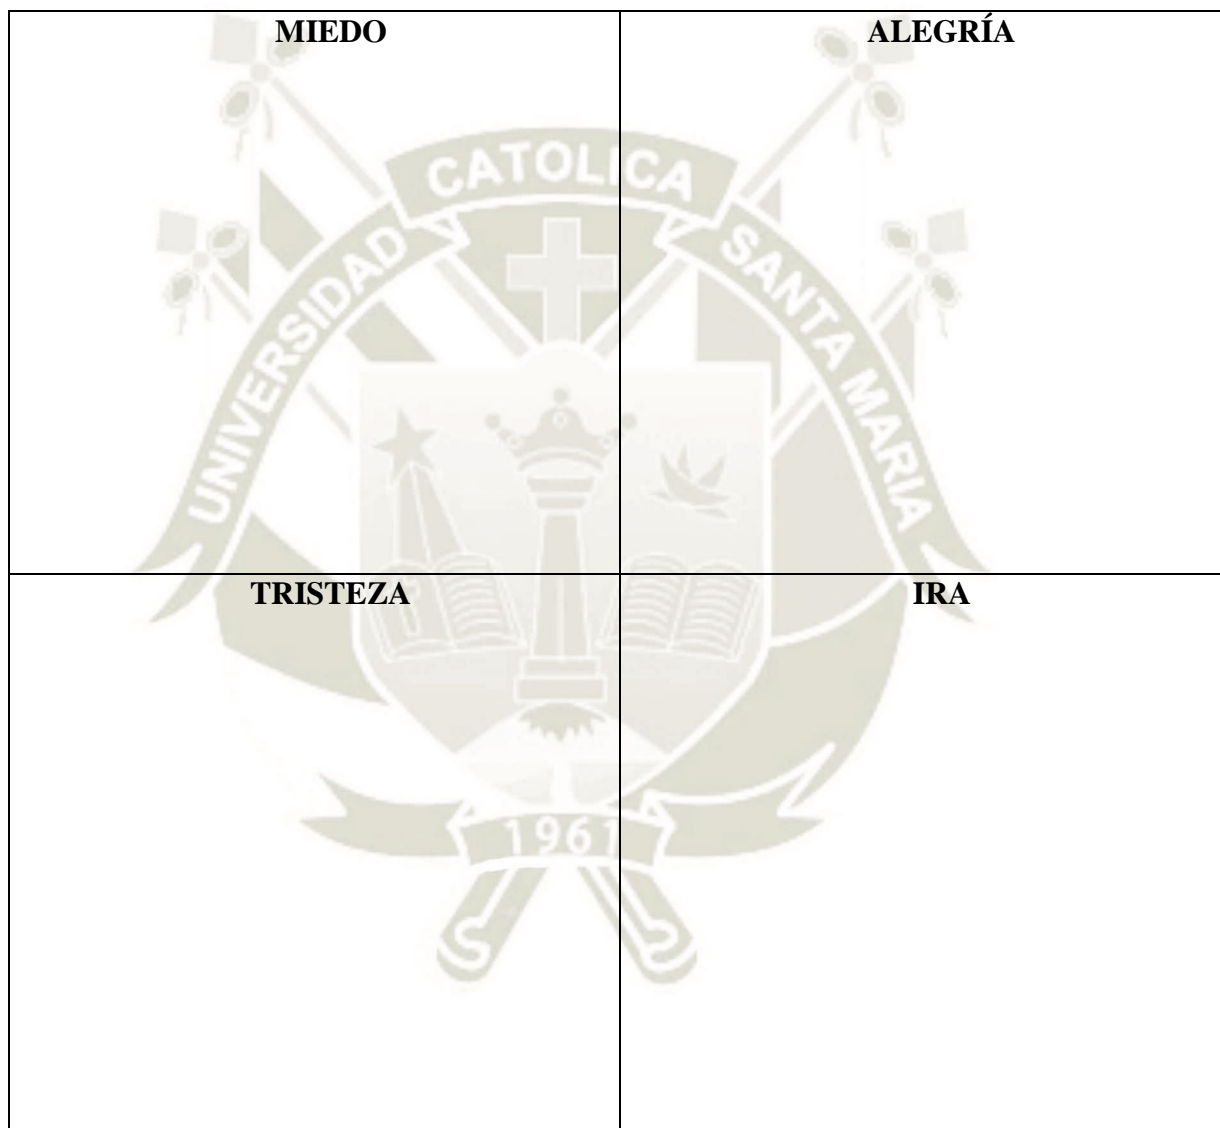 MIEDO
ALEGRÍA
UNIVERSIDAD CATOLICA SANTA MARIA
TRISTEZA
IRA
1961